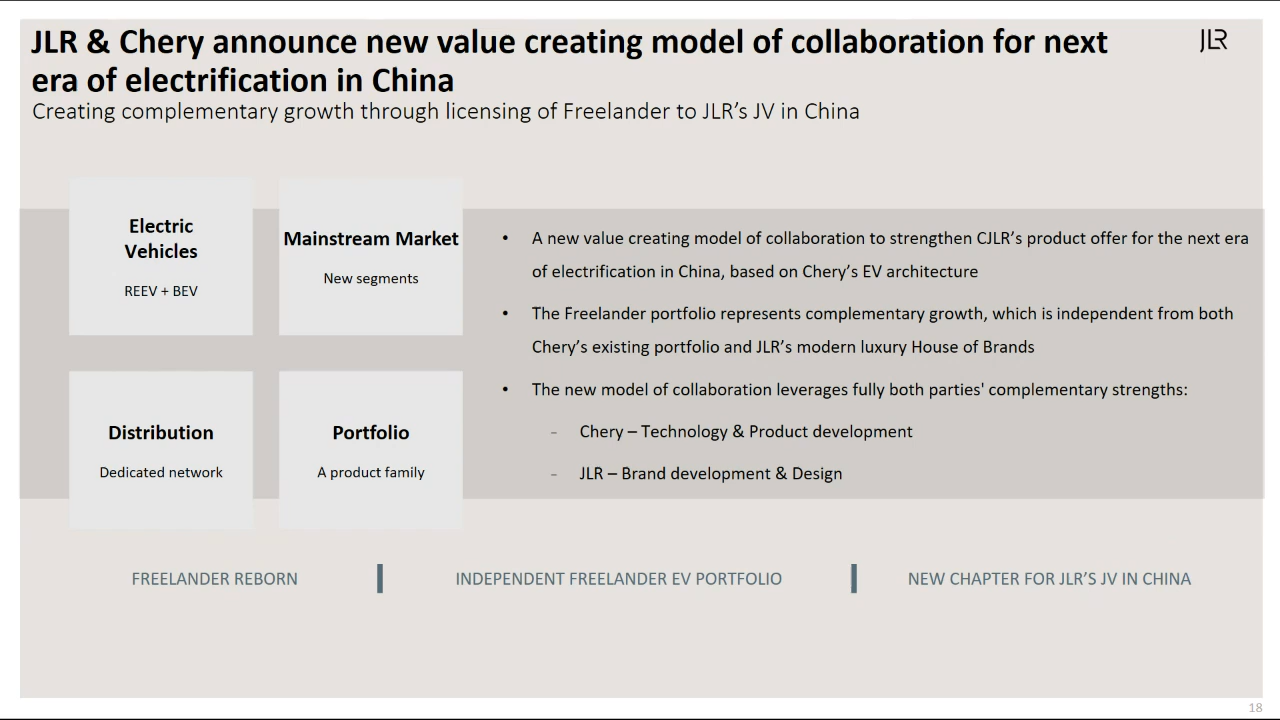 JLR & Chery announce new value creating model of collaboration for next
era of electrification in China
JLR
Creating complementary growth through licensing of Freelander to JLR’s JV in China
Electric
Vehicles
REEV + BEV
Mainstream Market
New segments
Distribution
Dedicated network
Portfolio
A product family
• A new value creating model of collaboration to strengthen CJLR’s product offer for the next era
of electrification in China, based on Chery’s EV architecture
• The Freelander portfolio represents complementary growth, which is independent from both
Chery’s existing portfolio and JLR’s modern luxury House of Brands
• The new model of collaboration leverages fully both parties' complementary strengths:
- Chery – Technology & Product development
- JLR – Brand development & Design
FREELANDER REBORN
INDEPENDENT FREELANDER EV PORTFOLIO
NEW CHAPTER FOR JLR’S JV IN CHINA
18